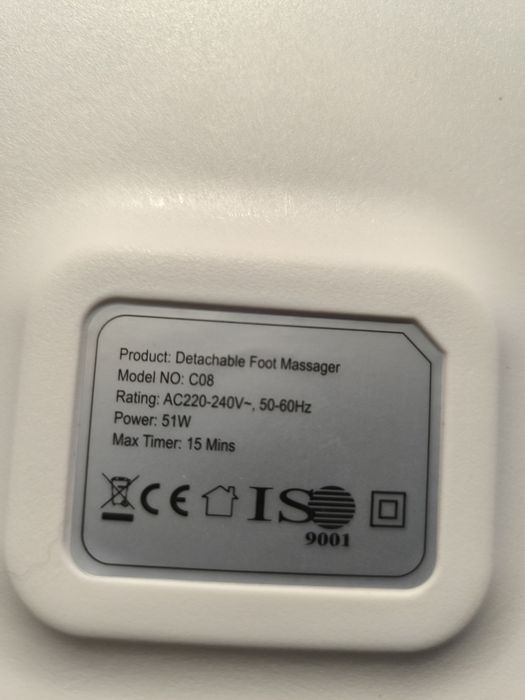 Product: Detachable Foot Massager
Model NO: C08
Rating: AC220-240V~, 50-60Hz
Power: 51W
Max Timer: 15 Mins
CE ISO
9001